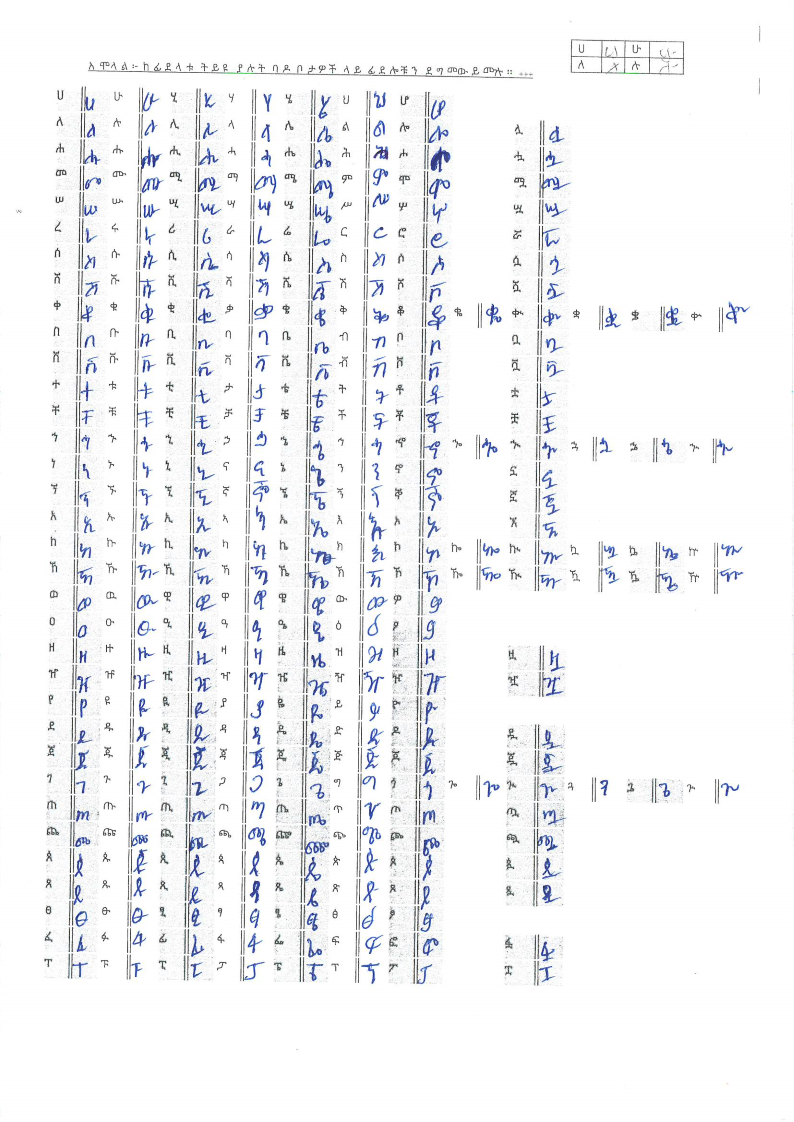 ሀ ሀ ሁ ሁ
ለ ለ ሉ ሉ
አሞላል፡- ከፊደላቱ ትይዩ ያሉት ባዶ ቦታዎች ላይ ፊደሎቹን ደግመው ይሙሉ።
ሀ ሀ ሁ ሁ ሂ ሂ ሃ ሃ ሄ ሄ ህ ህ ሆ ሆ
ለ ለ ሉ ሉ ሊ ሊ ላ ላ ሌ ሌ ል ል ሎ ሎ ሏ ሏ
ሐ ሐ ሑ ሑ ሒ ሒ ሓ ሓ ሔ ሔ ሕ ሕ ሖ ሖ ሗ ሗ
መ መ ሙ ሙ ሚ ሚ ማ ማ ሜ ሜ ም ም ሞ ሞ ሟ ሟ
ሠ ሠ ሡ ሡ ሢ ሢ ሣ ሣ ሤ ሤ ሥ ሥ ሦ ሦ ሧ ሧ
ረ ረ ሩ ሩ ሪ ሪ ራ ራ ሬ ሬ ር ር ሮ ሮ ሯ ሯ
ሰ ሰ ሱ ሱ ሲ ሲ ሳ ሳ ሴ ሴ ስ ስ ሶ ሶ ሷ ሷ
ሸ ሸ ሹ ሹ ሺ ሺ ሻ ሻ ሼ ሼ ሽ ሽ ሾ ሾ ሿ ሿ
ቀ ቀ ቁ ቁ ቂ ቂ ቃ ቃ ቄ ቄ ቅ ቅ ቆ ቆ ቈ ቈ ቊ ቊ ቋ ቋ ቌ ቌ ቍ ቍ
በ በ ቡ ቡ ቢ ቢ ባ ባ ቤ ቤ ብ ብ ቦ ቦ ቧ ቧ
ሸ ሸ ሹ ሹ ሺ ሺ ሻ ሻ ሼ ሼ ሽ ሽ ሾ ሾ ሿ ሿ
ተ ተ ቱ ቱ ቲ ቲ ታ ታ ቴ ቴ ት ት ቶ ቶ ቷ ቷ
ቸ ቸ ቹ ቹ ቺ ቺ ቻ ቻ ቼ ቼ ች ች ቾ ቾ ቿ ቿ
ኀ ኀ ኁ ኁ ኂ ኂ ኃ ኃ ኄ ኄ ኅ ኅ ኆ ኆ ኈ ኈ ኊ ኊ ኋ ኋ ኌ ኌ ኍ ኍ
ነ ነ ኑ ኑ ኒ ኒ ና ና ኔ ኔ ን ን ኖ ኖ ኗ ኗ
ኘ ኘ ኙ ኙ ኚ ኚ ኛ ኜ ኜ ኝ ኝ ኞ ኞ ኟ ኟ
አ አ ኡ ኡ ኢ ኢ ኣ ኣ ኤ ኤ እ እ ኦ ኦ ኧ ኧ
ከ ከ ኩ ኩ ኪ ኪ ካ ካ ኬ ኬ ክ ክ ኮ ኮ ኰ ኰ ኲ ኲ ኳ ኳ ኴ ኴ ኵ ኵ
ኸ ኸ ኹ ኹ ኺ ኺ ኻ ኻ ኼ ኼ ኽ ኽ ኾ ኾ ዀ ዀ ዂ ዂ ዃ ዃ ዄ ዄ ዅ ዅ
ወ ወ ዉ ዉ ዊ ዊ ዋ ዋ ዌ ዌ ው ው ዎ ዎ
ዐ ዐ ዑ ዑ ዒ ዒ ዓ ዓ ዔ ዔ ዕ ዕ ዖ ዖ
ዘ ዘ ዙ ዙ ዚ ዚ ዛ ዛ ዜ ዜ ዝ ዝ ዞ ዞ ዟ ዟ
ዠ ዠ ዡ ዡ ዢ ዢ ዣ ዣ ዤ ዤ ዥ ዥ ዦ ዦ ዧ ዧ
የ የ ዩ ዩ ዪ ዪ ያ ያ ዬ ዬ ይ ይ ዮ ዮ
ደ ደ ዱ ዱ ዲ ዲ ዳ ዳ ዴ ዴ ድ ድ ዶ ዶ ዷ ዷ
ጀ ጀ ጁ ጁ ጂ ጂ ጃ ጃ ጄ ጄ ጅ ጅ ጆ ጆ ጇ ጇ
ገ ገ ጉ ጉ ጊ ጊ ጋ ጋ ጌ ጌ ግ ግ ጎ ጎ ጐ ጐ ጒ ጒ ጓ ጓ ጔ ጔ ጕ ጕ
ጠ ጠ ጡ ጡ ጢ ጢ ጣ ጣ ጤ ጤ ጥ ጥ ጦ ጦ ጧ ጧ
ጨ ጨ ጩ ጩ ጪ ጪ ጫ ጫ ጬ ጬ ጭ ጭ ጮ ጮ ጯ ጯ
ጰ ጰ ጱ ጱ ጲ ጲ ጳ ጳ ጴ ጴ ጵ ጵ ጶ ጶ ጷ ጷ
ጸ ጸ ጹ ጹ ጺ ጺ ጻ ጻ ጼ ጼ ጽ ጽ ጾ ጾ ጿ ጿ
ፀ ፀ ፁ ፁ ፂ ፂ ፃ ፃ ፄ ፄ ፅ ፅ ፆ ፆ
ፈ ፈ ፋ ፋ ፊ ፊ ፋ ፋ ፌ ፌ ፍ ፍ ፎ ፎ ፏ ፏ
ፐ ፐ ፑ ፑ ፒ ፒ ፓ ፓ ፔ ፔ ፕ ፕ ፖ ፖ ፗ ፗ